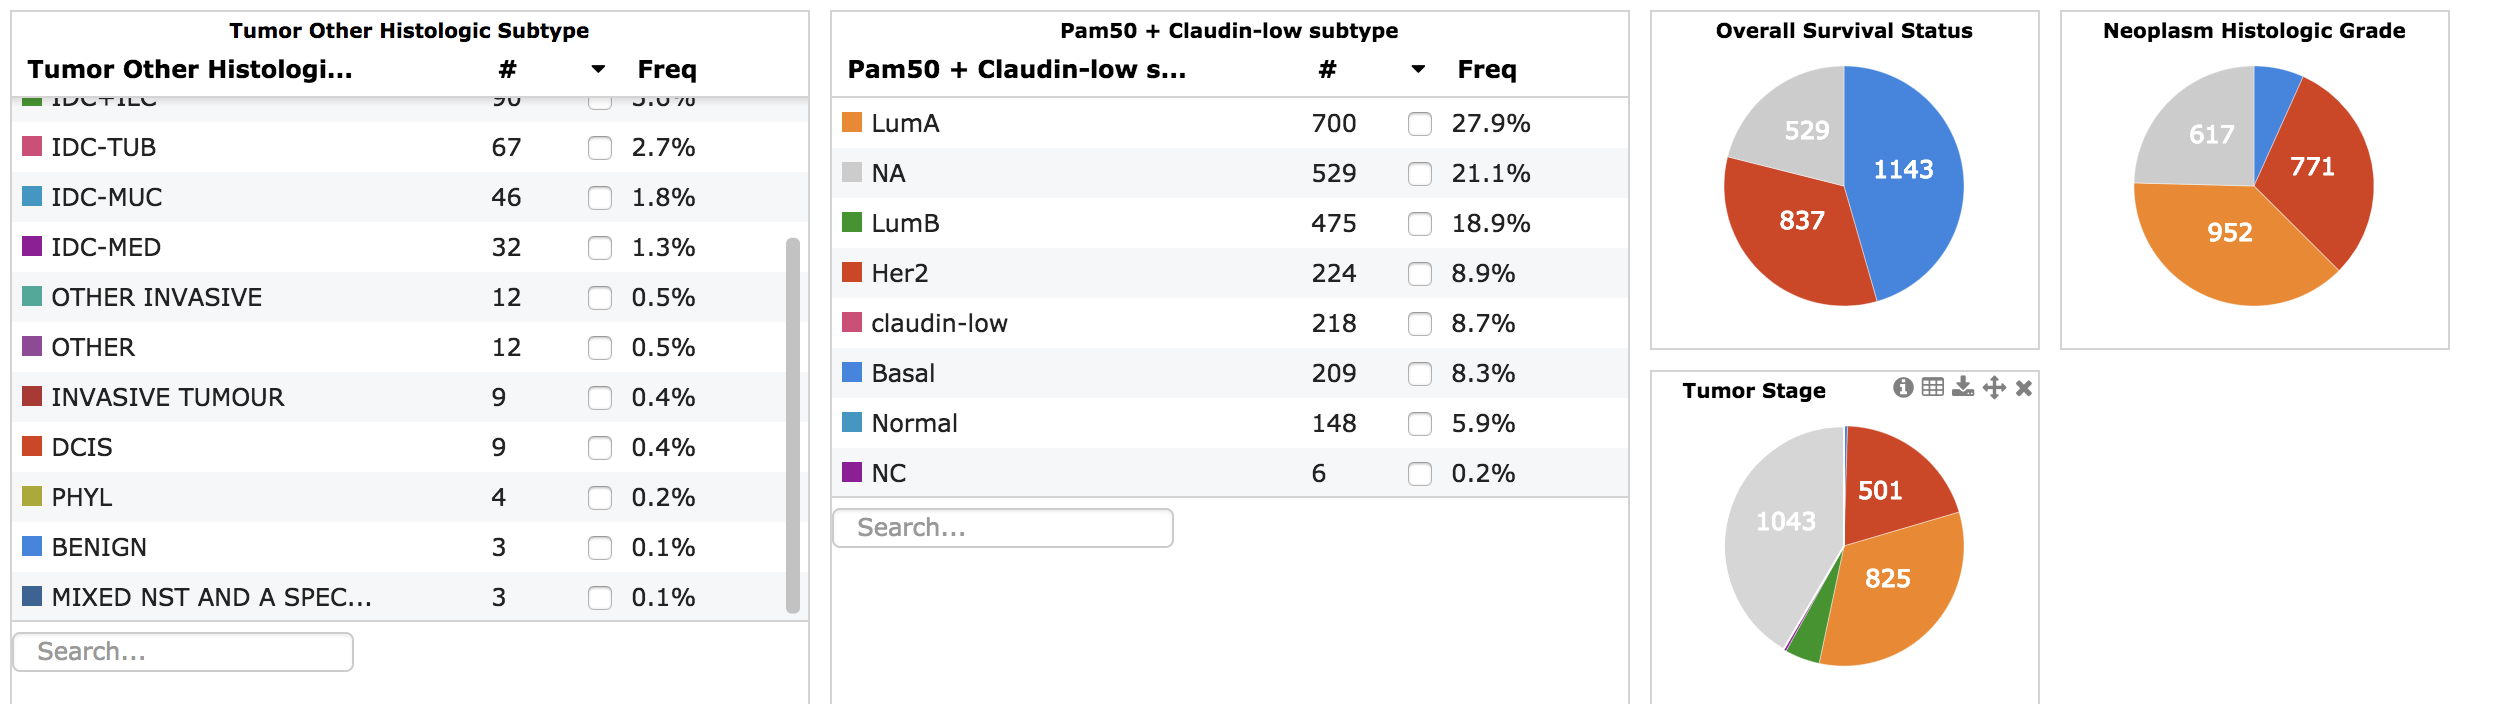 Tumor Other Histologic Subtype
Tumor Other Histologi... # Freq
IDC+ILC 90 3.6%
IDC-TUB 67 2.7%
IDC-MUC 46 1.8%
IDC-MED 32 1.3%
OTHER INVASIVE 12 0.5%
OTHER 12 0.5%
INVASIVE TUMOUR 9 0.4%
DCIS 9 0.4%
PHYL 4 0.2%
BENIGN 3 0.1%
MIXED NST AND A SPEC... 3 0.1%
Search...
Pam50 + Claudin-low subtype
Pam50 + Claudin-low s... # Freq
LumA 700 27.9%
NA 529 21.1%
LumB 475 18.9%
Her2 224 8.9%
claudin-low 218 8.7%
Basal 209 8.3%
Normal 148 5.9%
NC 6 0.2%
Search...
Overall Survival Status
529
1143
837
Neoplasm Histologic Grade
617
771
952
Tumor Stage
501
1043
825